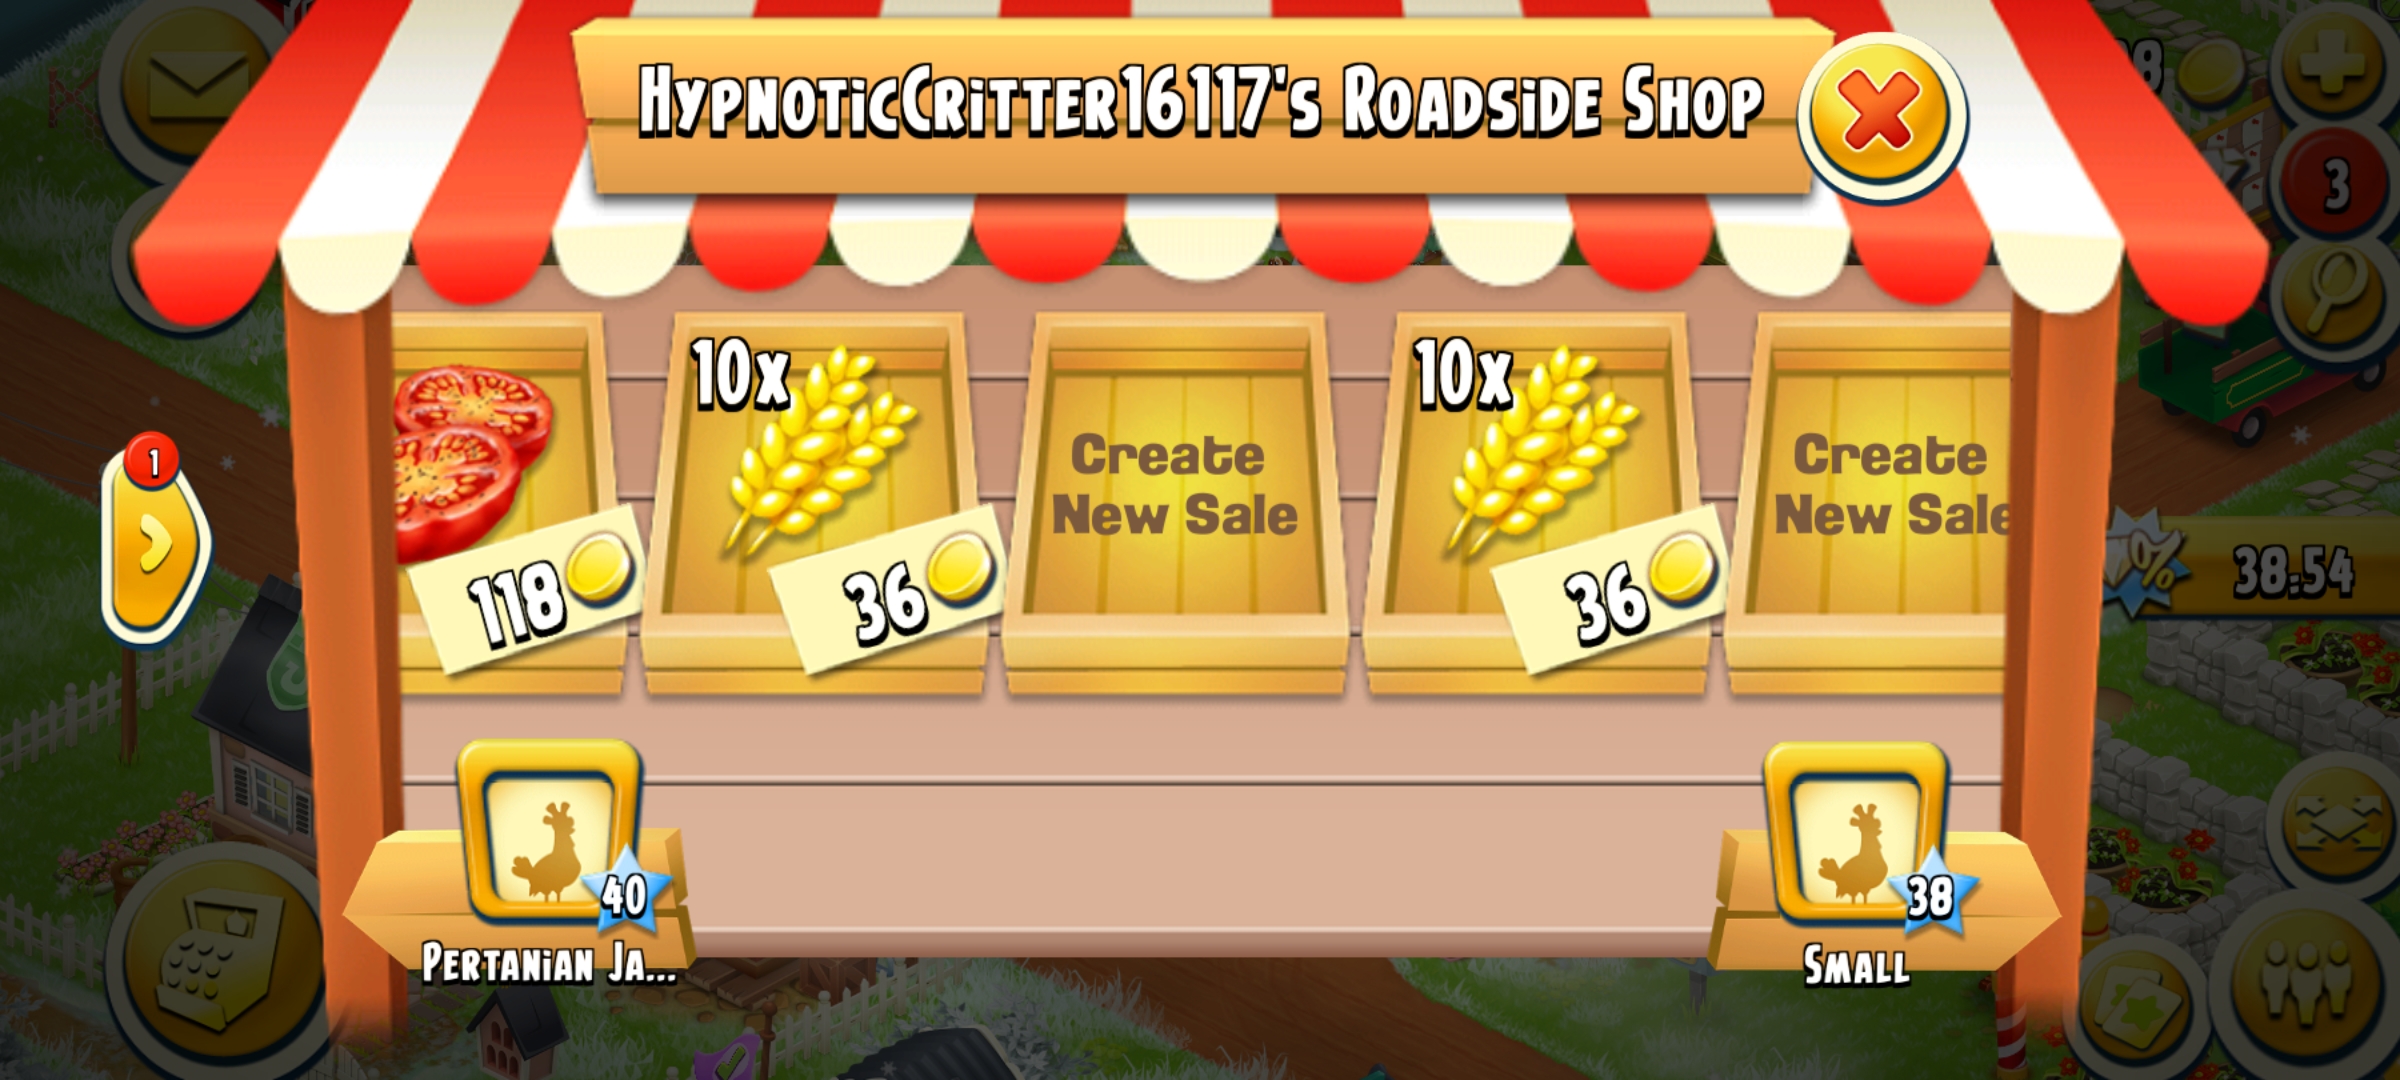 HypnoticCritter16117's Roadside Shop
3
1
10x
10x
Create
New Sale
Create
New Sale
118
36
36
38:54
40
Pertanian Ja...
38
Small